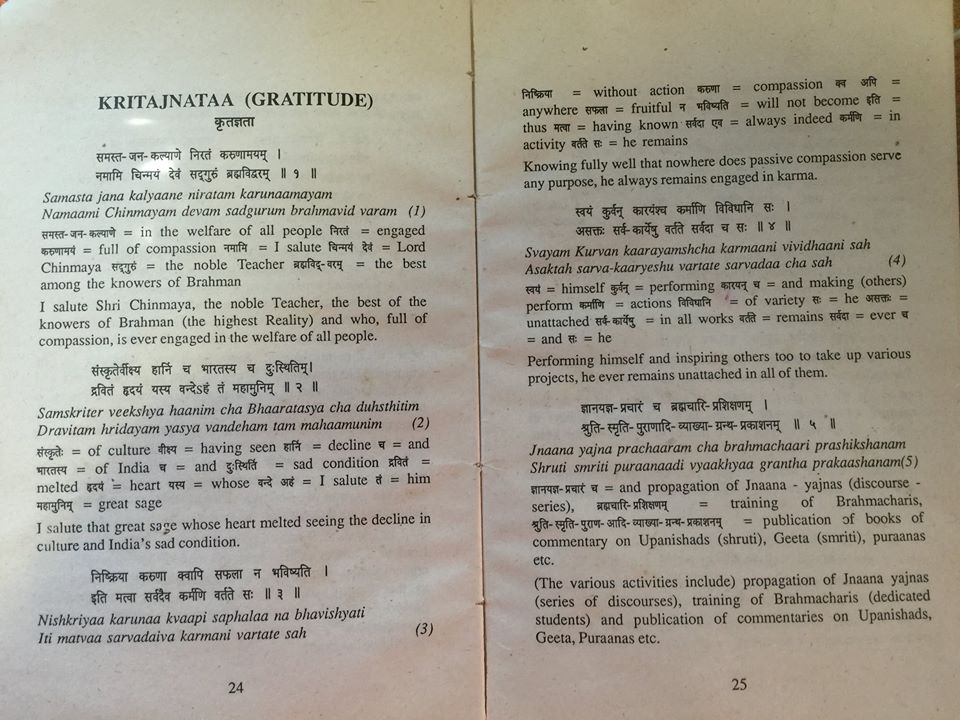 KRITAJNATAA (GRATITUDE)
कृतज्ञता
समस्त-जन-कल्याणे निरतं करुणामयम् ।
नमामि चिन्मयं देवं सद्गुरुं ब्रह्मविद्वरम् ॥ १ ॥
Samasta jana kalyaane niratam karunaamayam
Namaami Chinmayam devam sadgurum brahmavid varam (1)
समस्त-जन-कल्याणे = in the welfare of all people निरतं = engaged
करुणामयं = full of compassion नमामि = I salute चिन्मयं देवं = Lord
Chinmaya सद्गुरुं = the noble Teacher ब्रह्मविद्-वरम् = the best
among the knowers of Brahman
I salute Shri Chinmaya, the noble Teacher, the best of the
knowers of Brahman (the highest Reality) and who, full of
compassion, is ever engaged in the welfare of all people.
संस्कृतेर्वीक्ष्य हानिं च भारतस्य च दुःस्थितिम्।
द्रवितं हृदयं यस्य वन्देऽहं तं महामुनिम् ॥ २ ॥
Samskriter veekshya haanim cha Bhaaratasya cha duhsthitim
Dravitam hridayam yasya vandeham tam mahaamunim (2)
संस्कृतेः = of culture वीक्ष्य = having seen हानिं = decline च = and
भारतस्य = of India च = and दुःस्थितिं = sad condition द्रवितं =
melted हृदयं = heart यस्य = whose वन्दे अहं = I salute तं = him
महामुनिम् = great sage
I salute that great sage whose heart melted seeing the decline in
culture and India's sad condition.
निष्क्रिया करुणा क्वापि सफला न भविष्यति ।
इति मत्वा सर्वदैव कर्मणि वर्तते सः ॥ ३ ॥
Nishkriyaa karunaa kvaapi saphalaa na bhavishyati
Iti matvaa sarvadaiva karmani vartate sah (3)
24
निष्क्रिया = without action करुणा = compassion क्व अपि =
anywhere सफला = fruitful न भविष्यति = will not become इति =
thus मत्वा = having known सर्वदा एव = always indeed कर्मणि = in
activity वर्तते सः = he remains
Knowing fully well that nowhere does passive compassion serve
any purpose, he always remains engaged in karma.
स्वयं कुर्वन् कारयंश्च कर्माणि विविधानि सः ।
असक्तः सर्व-कार्येषु वर्तते सर्वदा च सः ॥ ४ ॥
Svayam Kurvan kaarayamshcha karmaani vividhaani sah
Asaktah sarva-kaaryeshu vartate sarvadaa cha sah (4)
स्वयं = himself कुर्वन् = performing कारयन् च = and making (others)
perform कर्माणि = actions विविधानि = of variety सः = he असक्तः =
unattached सर्व-कार्येषु = in all works वर्तते = remains सर्वदा = ever च
= and सः = he
Performing himself and inspiring others too to take up various
projects, he ever remains unattached in all of them.
ज्ञानयज्ञ-प्रचारं च ब्रह्मचारि-प्रशिक्षणम् ।
श्रुति-स्मृति-पुराणादि-व्याख्या-ग्रन्थ-प्रकाशनम् ॥ ५ ॥
Jnaana yajna prachaaram cha brahmachaari prashikshanam
Shruti smriti puraanaadi vyaakhyaa grantha prakaashanam(5)
ज्ञानयज्ञ-प्रचारं च = and propagation of Jnaana - yajnas (discourse -
series), ब्रह्मचारि-प्रशिक्षणम् = training of Brahmacharis,
श्रुति-स्मृति-पुराण-आदि-व्याख्या-ग्रन्थ-प्रकाशनम् = publication of books of
commentary on Upanishads (shruti), Geeta (smriti), puraanas
etc.
(The various activities include) propagation of Jnaana yajnas
(series of discourses), training of Brahmacharis (dedicated
students) and publication of commentaries on Upanishads,
Geeta, Puraanas etc.
25